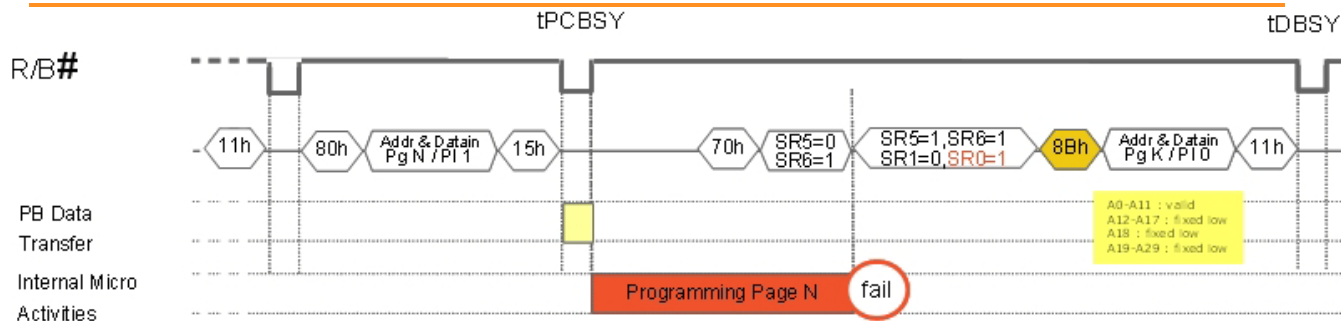 tPCBSY
tDBSY
R/B#
11h
80h
Addr & Datain
Pg N / Pl 1
15h
70h
SR5=0
SR6=1
SR5=1,SR6=1
SR1=0,SR0=1
8Bh
Addr & Datain
Pg K / Pl 0
11h
PB Data
Transfer
A0-A11 : valid
A12-A17 : fixed low
A18 : fixed low
A19-A29 : fixed low
Internal Micro
Activities
Programming Page N
fail